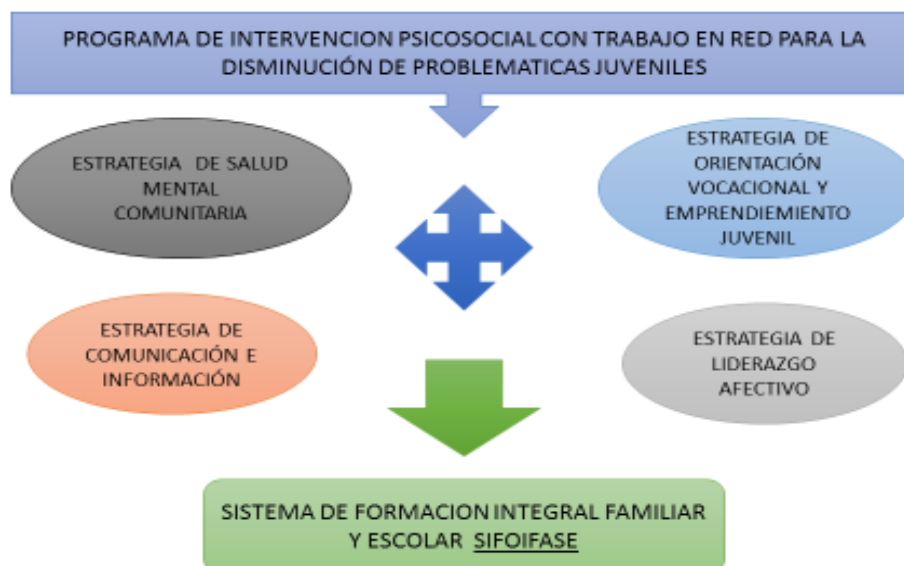 PROGRAMA DE INTERVENCION PSICOSOCIAL CON TRABAJO EN RED PARA LA
DISMINUCIÓN DE PROBLEMATICAS JUVENILES
ESTRATEGIA DE SALUD
MENTAL
COMUNITARIA
ESTRATEGIA DE
ORIENTACIÓN
VOCACIONAL Y
EMPRENDIEMIENTO
JUVENIL
ESTRATEGIA DE
COMUNICACIÓN E
INFORMACIÓN
ESTRATEGIA DE
LIDERAZGO
AFECTIVO
SISTEMA DE FORMACION INTEGRAL FAMILIAR
Y ESCOLAR SIFOIFASE